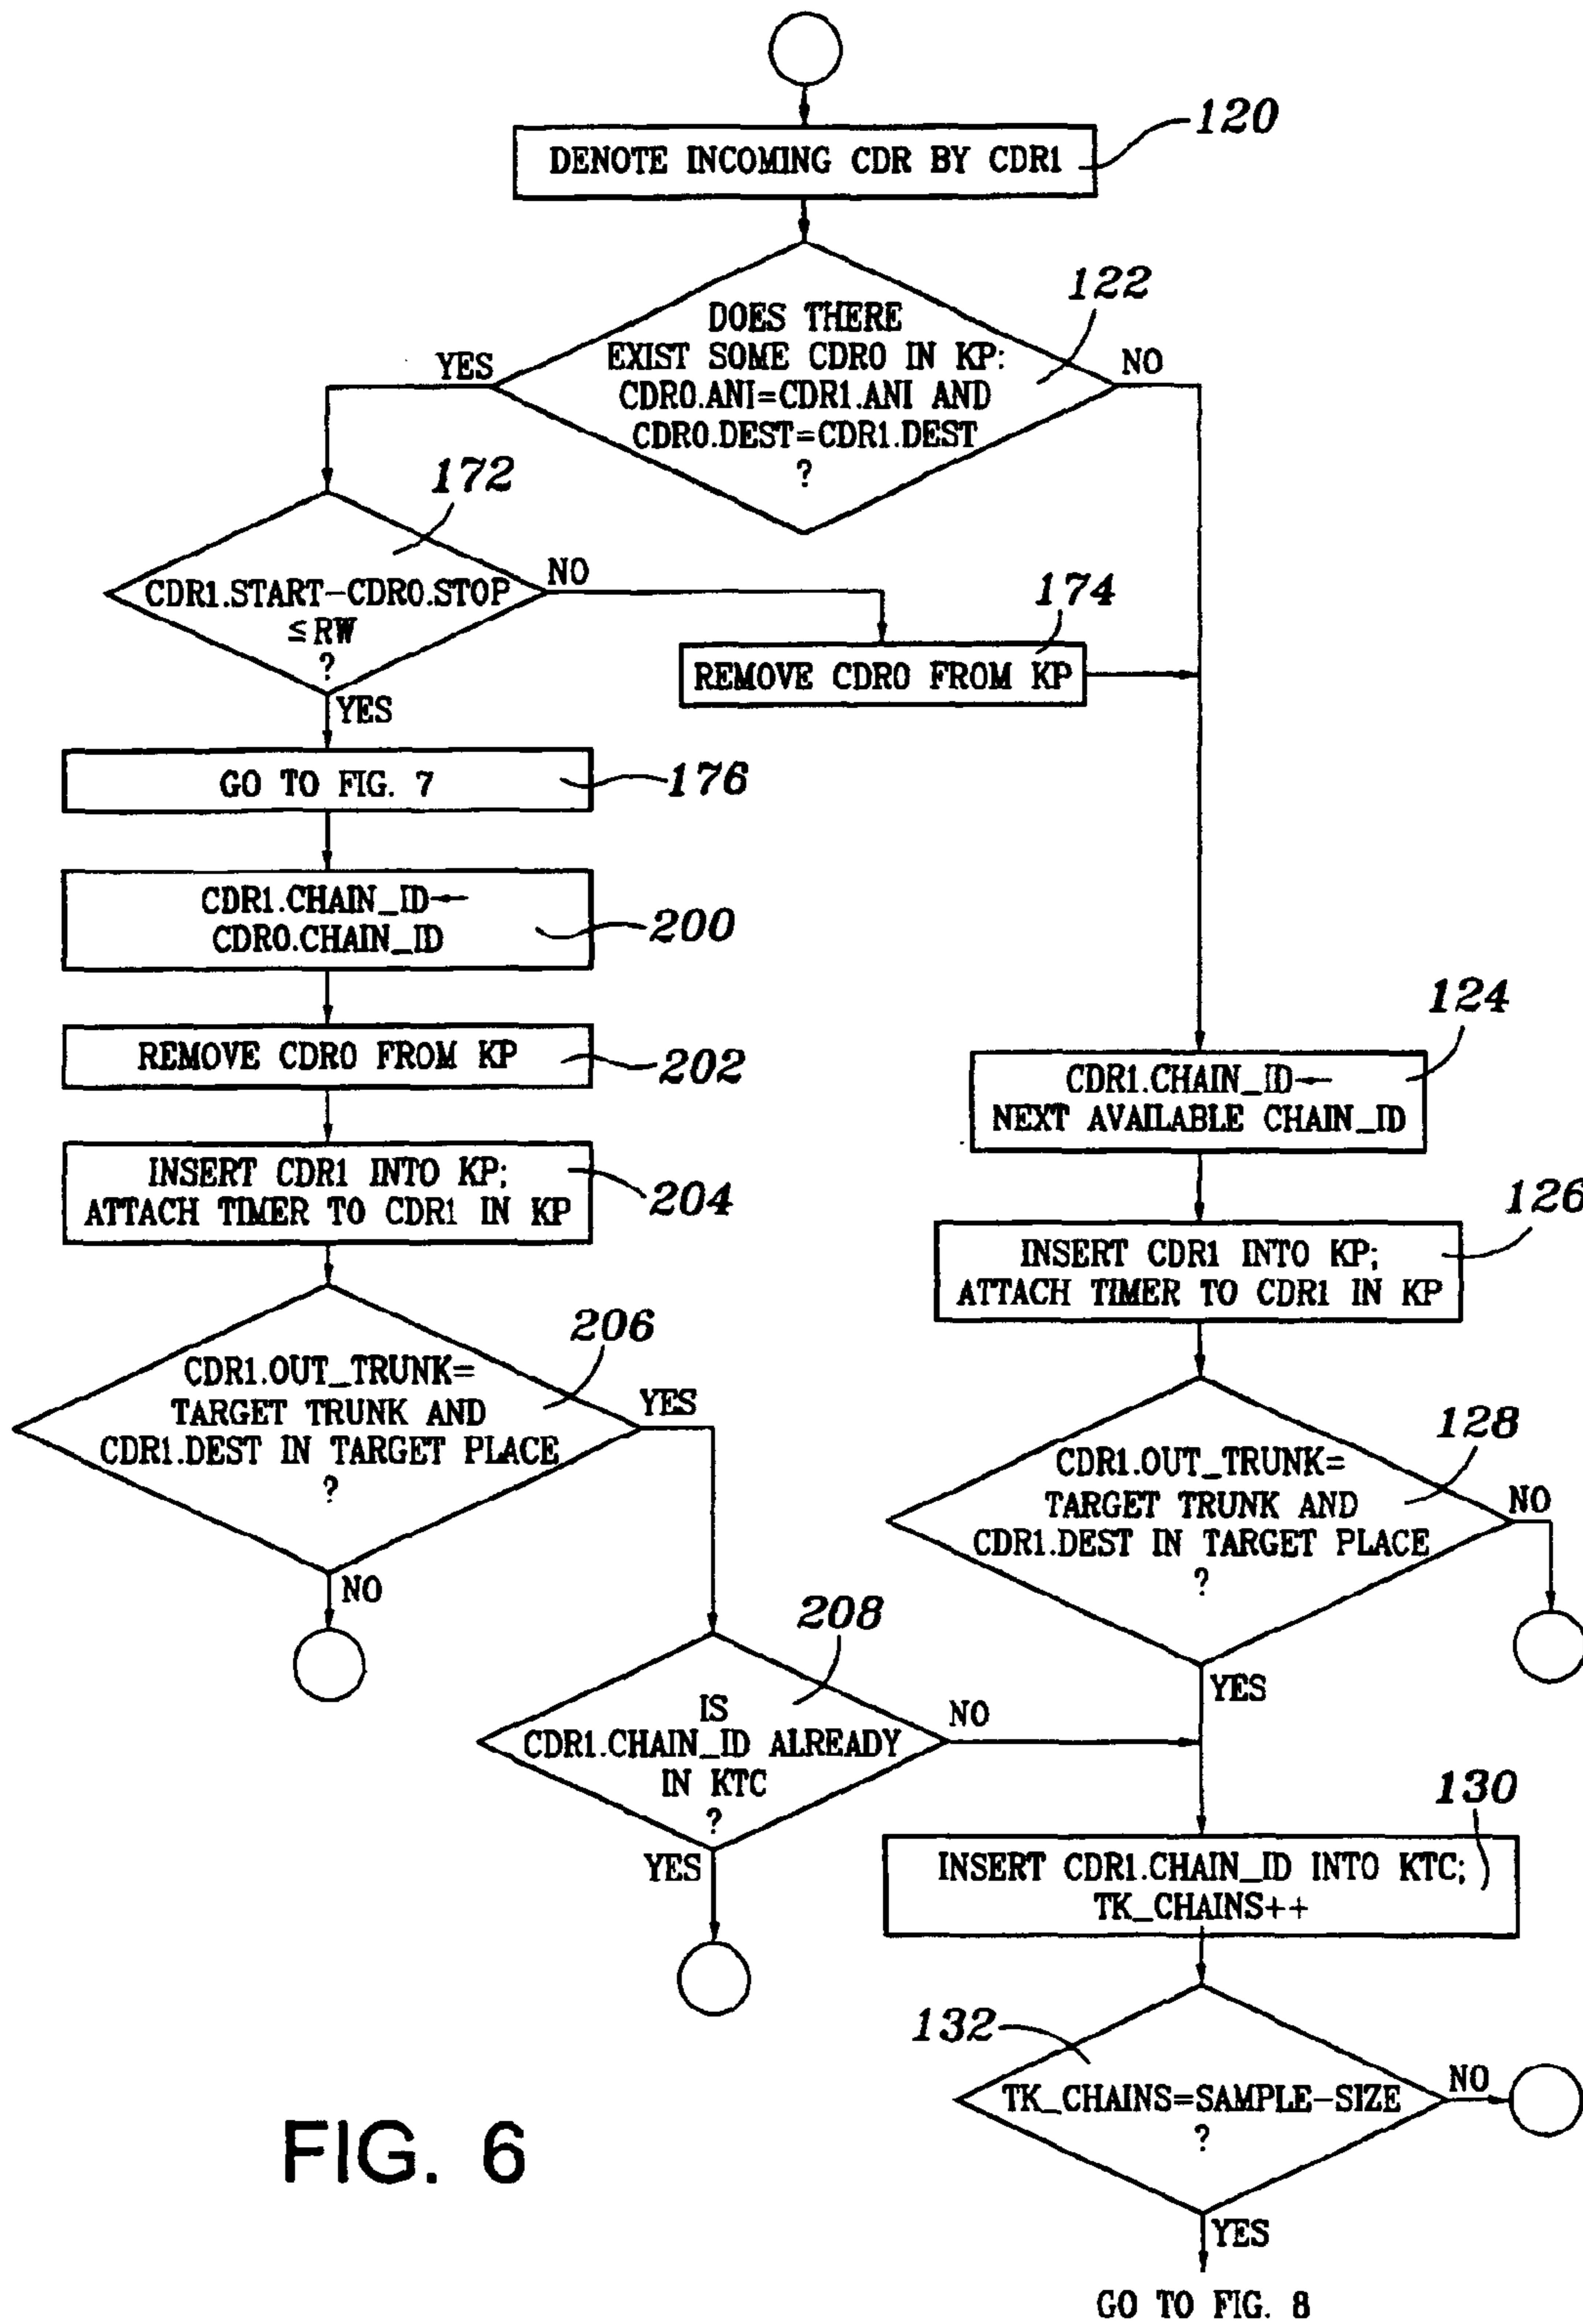 120
DENOTE INCOMING CDR BY CDR1
122
DOES THERE
EXIST SOME CDR0 IN KP:
CDR0.ANI=CDR1.ANI AND
CDR0.DEST=CDR1.DEST
?
YES
NO
172
CDR1.START-CDR0.STOP
≤RW
?
NO
YES
174
REMOVE CDR0 FROM KP
GO TO FIG. 7
176
CDR1.CHAIN_ID←
CDR0.CHAIN_ID
200
REMOVE CDR0 FROM KP
202
INSERT CDR1 INTO KP;
ATTACH TIMER TO CDR1 IN KP
204
206
CDR1.OUT_TRUNK=
TARGET TRUNK AND
CDR1.DEST IN TARGET PLACE
?
YES
NO
208
IS
CDR1.CHAIN_ID ALREADY
IN KTC
?
NO
YES
124
CDR1.CHAIN_ID←
NEXT AVAILABLE CHAIN_ID
126
INSERT CDR1 INTO KP;
ATTACH TIMER TO CDR1 IN KP
128
CDR1.OUT_TRUNK=
TARGET TRUNK AND
CDR1.DEST IN TARGET PLACE
?
NO
YES
130
INSERT CDR1.CHAIN_ID INTO KTC;
TK_CHAINS++
132
TK_CHAINS=SAMPLE-SIZE
?
NO
YES
GO TO FIG. 8
FIG. 6